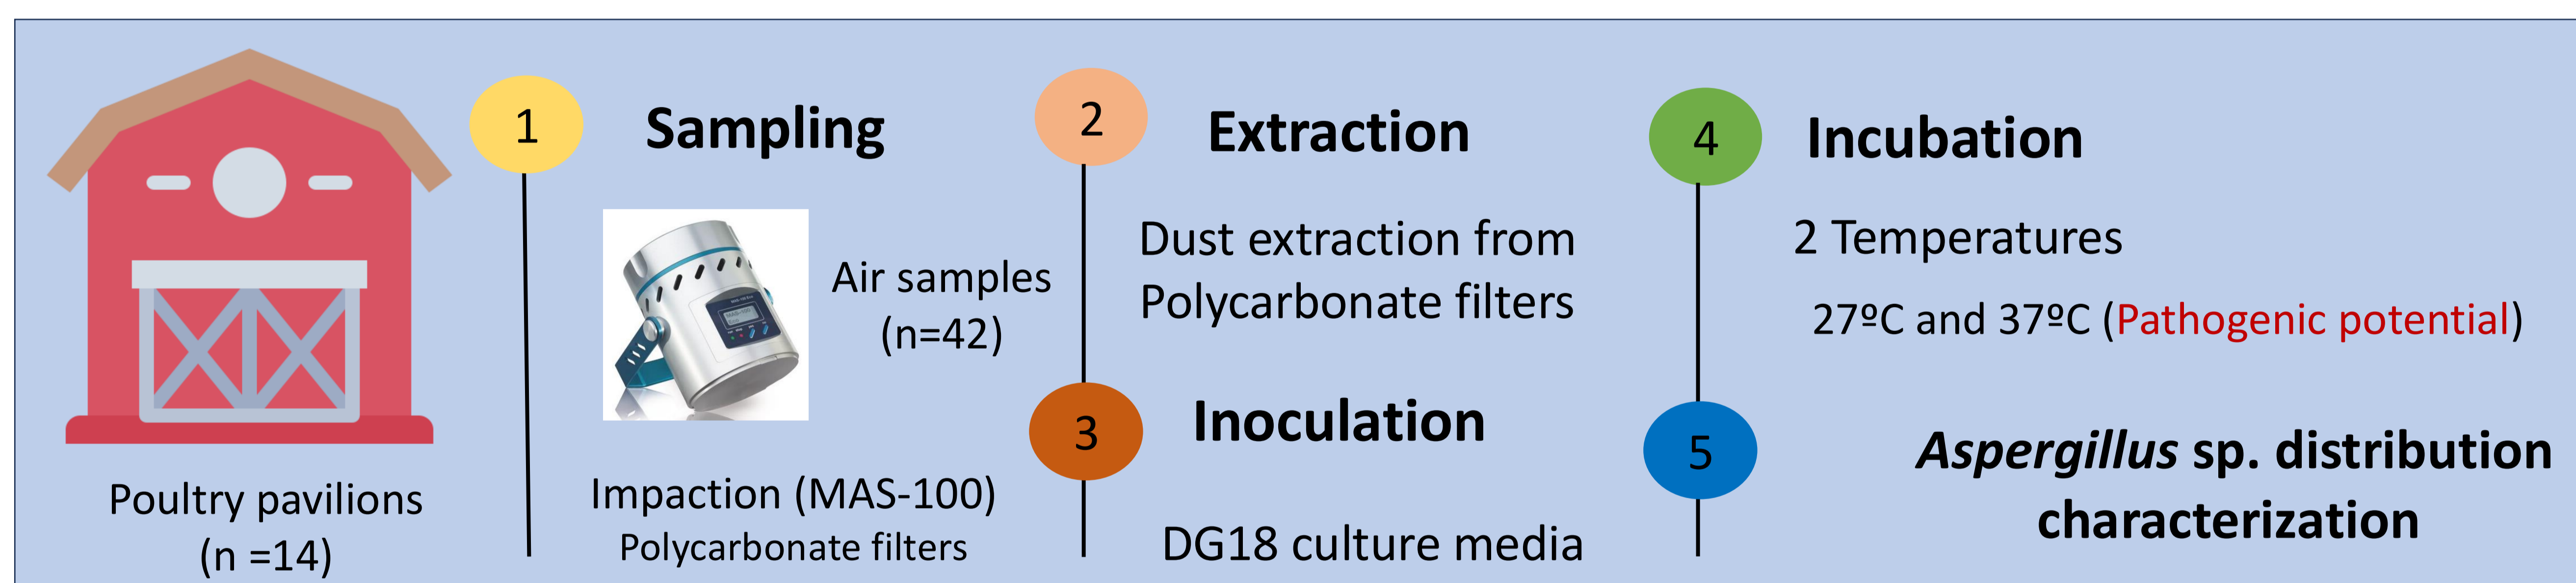 Poultry pavilions
(n =14)
1
Sampling
Air samples
(n=42)
Impaction (MAS-100)
Polycarbonate filters
2
Extraction
Dust extraction from
Polycarbonate filters
3
Inoculation
DG18 culture media
4
Incubation
2 Temperatures
27ºC and 37ºC (Pathogenic potential)
5
Aspergillus sp. distribution
characterization